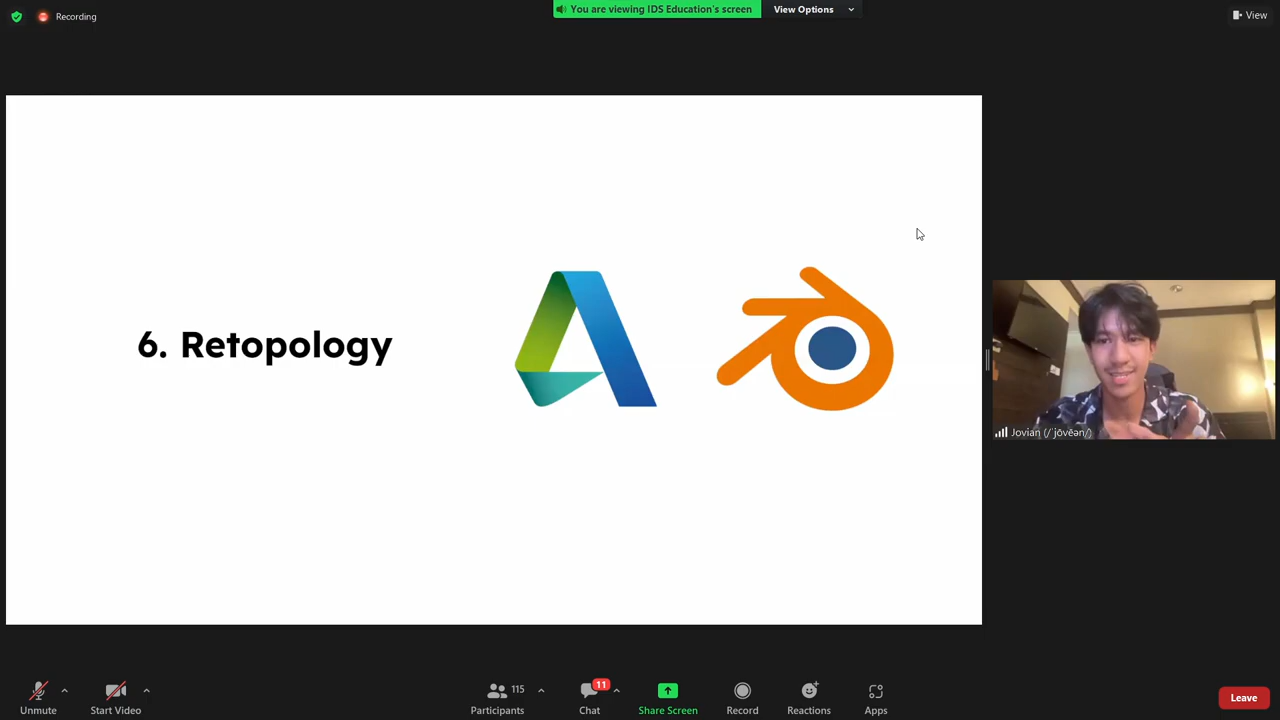 Recording
You are viewing IDS Education's screen
View Options
View
6. Retopology
Jovian (/ˈjōvēən/)
Unmute
Start Video
115
Participants
11
Chat
Share Screen
Record
Reactions
Apps
Leave